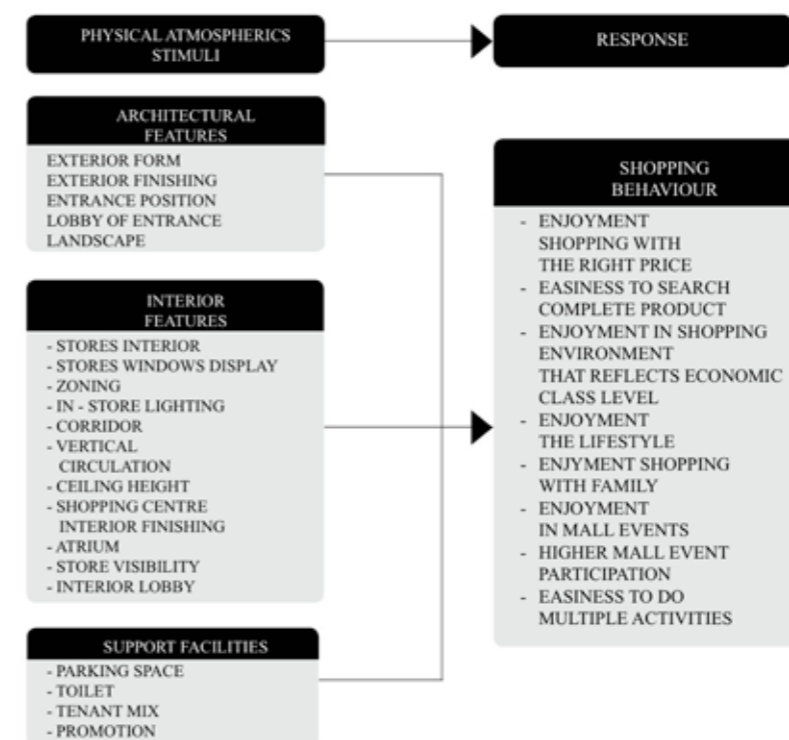 PHYSICAL ATMOSPHERICS
STIMULI
RESPONSE
ARCHITECTURAL
FEATURES
EXTERIOR FORM
EXTERIOR FINISHING
ENTRANCE POSITION
LOBBY OF ENTRANCE
LANDSCAPE
INTERIOR
FEATURES
- STORES INTERIOR
- STORES WINDOWS DISPLAY
- ZONING
- IN - STORE LIGHTING
- CORRIDOR
- VERTICAL
CIRCULATION
- CEILING HEIGHT
- SHOPPING CENTRE
INTERIOR FINISHING
- ATRIUM
- STORE VISIBILITY
- INTERIOR LOBBY
SUPPORT FACILITIES
- PARKING SPACE
- TOILET
- TENANT MIX
- PROMOTION
SHOPPING
BEHAVIOUR
- ENJOYMENT
SHOPPING WITH
THE RIGHT PRICE
- EASINESS TO SEARCH
COMPLETE PRODUCT
- ENJOYMENT IN SHOPPING
ENVIRONMENT
THAT REFLECTS ECONOMIC
CLASS LEVEL
- ENJOYMENT
THE LIFESTYLE
- ENJYMENT SHOPPING
WITH FAMILY
- ENJOYMENT
IN MALL EVENTS
- HIGHER MALL EVENT
PARTICIPATION
- EASINESS TO DO
MULTIPLE ACTIVITIES